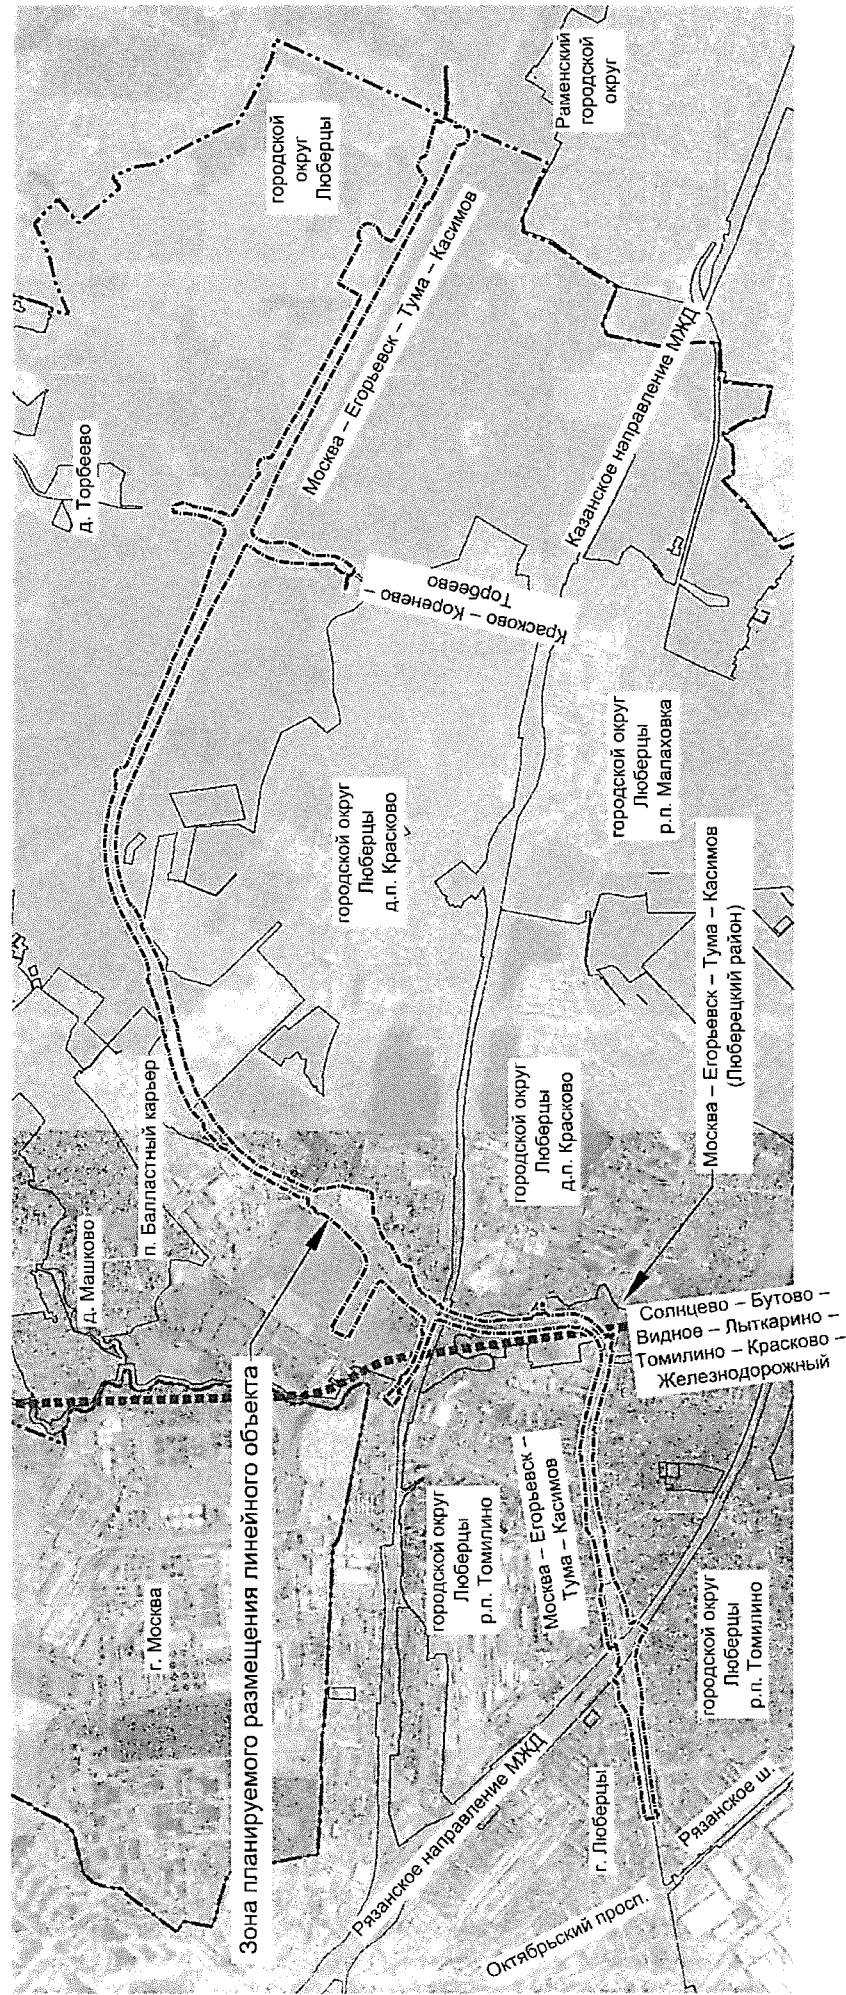 Раменский
городской
округ
городской
округ
Люберцы
Москва – Егорьевск – Тума – Касимов
Казанское направление МЖД
д. Торбеево
Красково – Коренево –
Торбеево
городской округ
Люберцы
р.п. Малаховка
городской округ
Люберцы
д.п. Красково
Москва – Егорьевск – Тума – Касимов
(Люберецкий район)
п. Балластный карьер
городской округ
Люберцы
д.п. Красково
д. Машково
Солнцево – Бутово –
Видное – Лыткарино –
Томилино – Красково –
Железнодорожный
Зона планируемого размещения линейного объекта
Москва – Егорьевск –
Тума – Касимов
городской округ
Люберцы
р.п. Томилино
г. Москва
городской округ
Люберцы
р.п. Томилино
Рязанское направление МЖД
г. Люберцы
Рязанское ш.
Октябрьский просп.